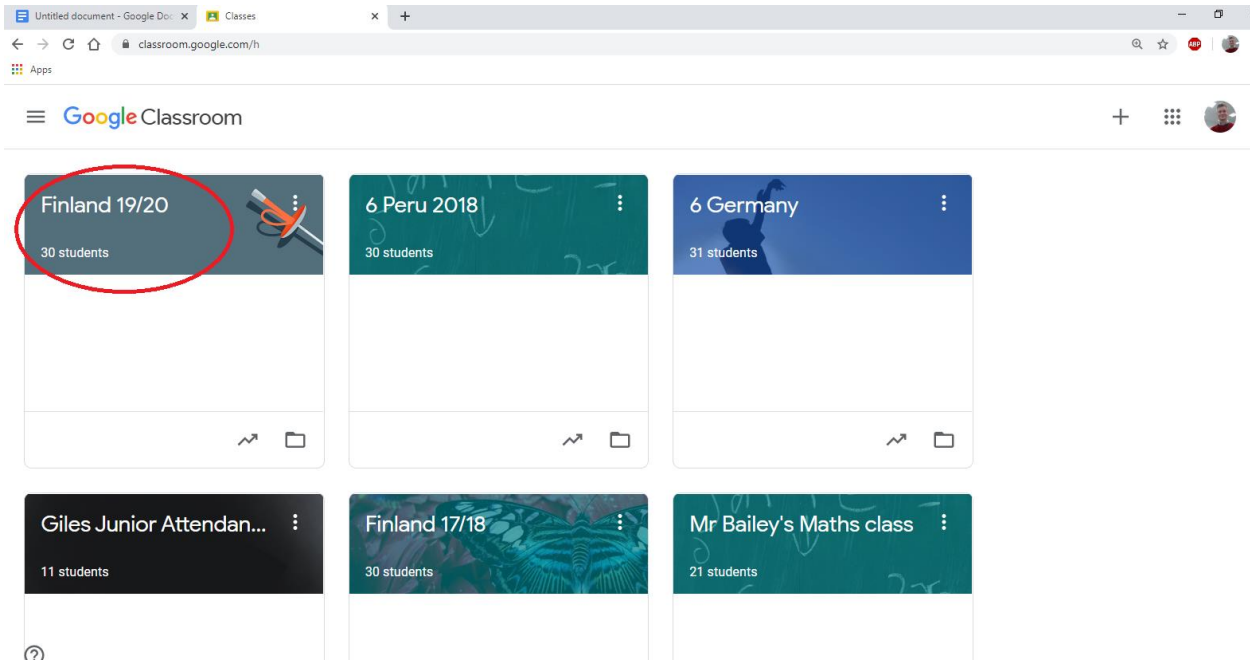 Untitled document - Google Doc
Classes
classroom.google.com/h
ABP
Apps
Google Classroom
Finland 19/20
30 students
6 Peru 2018
30 students
6 Germany
31 students
Giles Junior Attendan...
11 students
Finland 17/18
30 students
Mr Bailey's Maths class
21 students